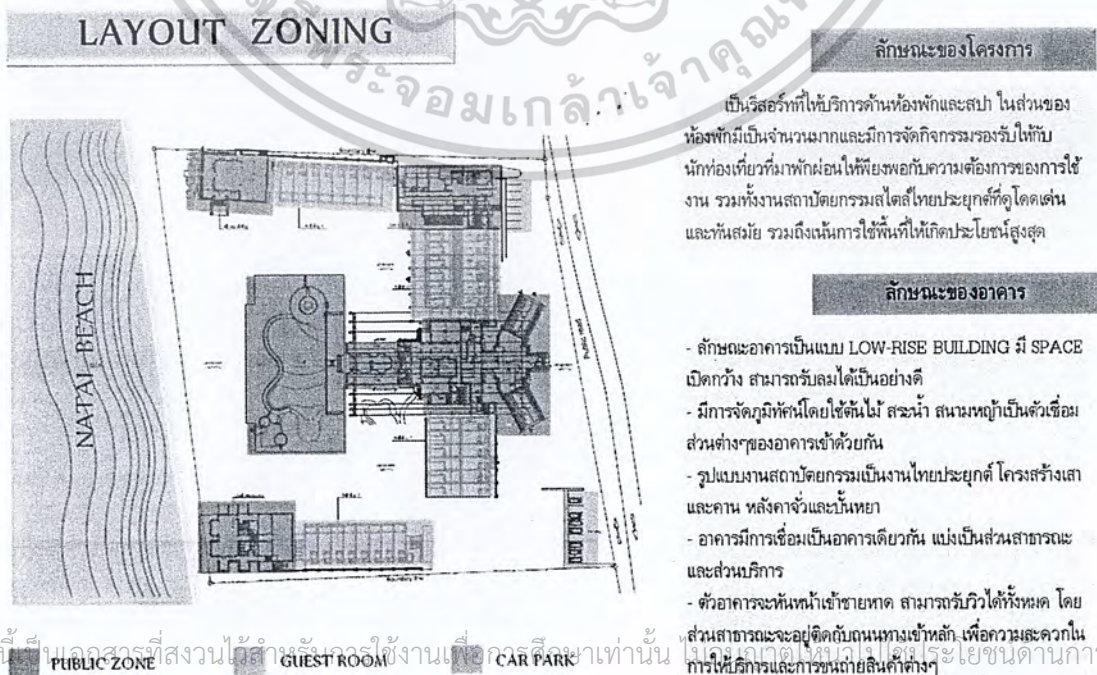 พระจอมเกล้าเจ้าคุณท
LAYOUT ZONING
NATAI BEACH
Public road
ลักษณะของโครงการ
เป็นรีสอร์ทที่ให้บริการด้านห้องพักและสปา ในส่วนของ
ห้องพักมีเป็นจำนวนมากและมีการจัดกิจกรรมรองรับให้กับ
นักท่องเที่ยวที่มาพักผ่อนให้เพียงพอกับความต้องการของการใช้
งาน รวมทั้งงานสถาปัตยกรรมสไตล์ไทยประยุกต์ที่ดูโดดเด่น
และทันสมัย รวมถึงเน้นการใช้พื้นที่ให้เกิดประโยชน์สูงสุด
ลักษณะของอาคาร
- ลักษณะอาคารเป็นแบบ LOW-RISE BUILDING มี SPACE
เปิดกว้าง สามารถรับลมได้เป็นอย่างดี
- มีการจัดภูมิทัศน์โดยใช้ต้นไม้ สระน้ำ สนามหญ้าเป็นตัวเชื่อม
ส่วนต่างๆของอาคารเข้าด้วยกัน
- รูปแบบงานสถาปัตยกรรมเป็นงานไทยประยุกต์ โครงสร้างเสา
และคาน หลังคาจั่วและปั้นหยา
- อาคารมีการเชื่อมเป็นอาคารเดียวกัน แบ่งเป็นส่วนสาธารณะ
และส่วนบริการ
- ตัวอาคารจะหันหน้าเข้าชายหาด สามารถรับวิวได้ทั้งหมด โดย
ส่วนสาธารณะจะอยู่ติดกับถนนทางเข้าหลัก เพื่อความสะดวกใน
การให้บริการและการขนถ่ายสินค้าต่างๆ
PUBLIC ZONE
GUEST ROOM
CAR PARK
นี้เป็นเอกสารที่สงวนไว้สำหรับการใช้งานเพื่อการศึกษาเท่านั้น ไม่อนุญาตให้นำไปใช้ประโยชน์ด้านการ